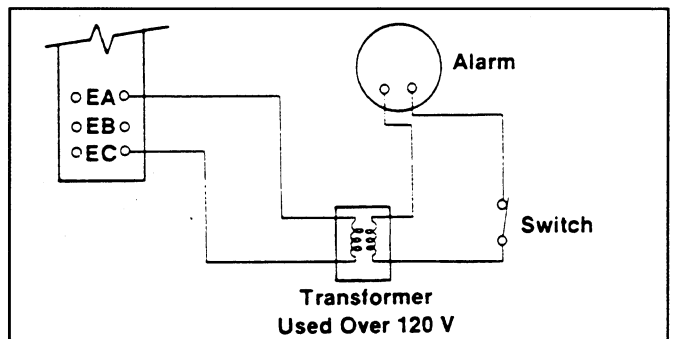 Alarm
EA
EB
EC
Switch
Transformer
Used Over 120 V